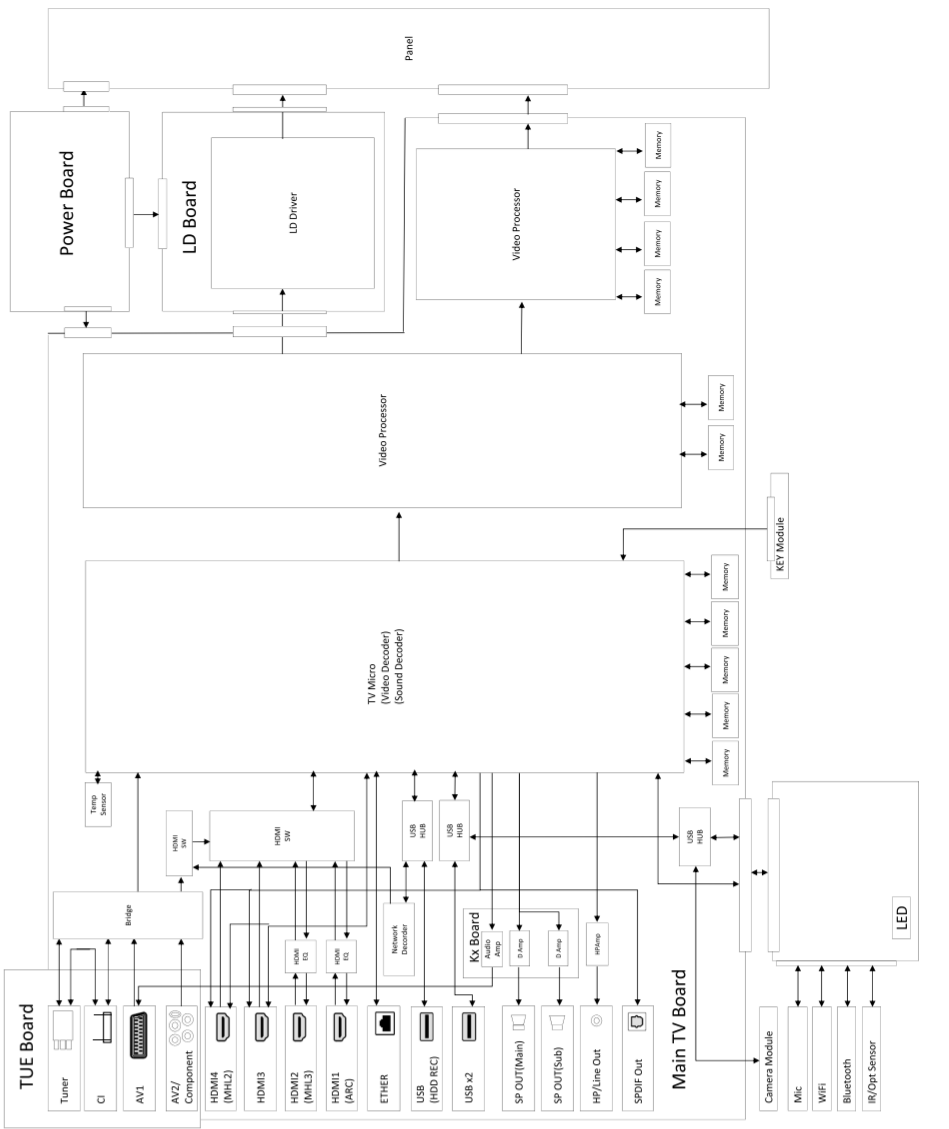 Panel
Power Board
LD Board
LD Driver
Video Processor
Memory
Memory
Memory
Memory
Video Processor
Memory
Memory
KEY Module
TV Micro
(Video Decoder)
(Sound Decoder)
Memory
Memory
Memory
Memory
Memory
Temp
Sensor
HDMI
SW
HDMI
SW
USB
HUB
USB
HUB
USB
HUB
Bridge
HDMI
EQ
HDMI
EQ
Network
Decorder
Kx Board
Audio
Amp
D Amp
D Amp
HPAmp
LED
TUE Board
Main TV Board
Tuner
CI
AV1
AV2/
Component
HDMI4
(MHL2)
HDMI3
HDMI2
(MHL3)
HDMI1
(ARC)
ETHER
USB
(HDD REC)
USB x2
SP OUT(Main)
SP OUT(Sub)
HP/Line Out
SPDIF Out
Camera Module
Mic
WiFi
Bluetooth
IR/Opt Sensor